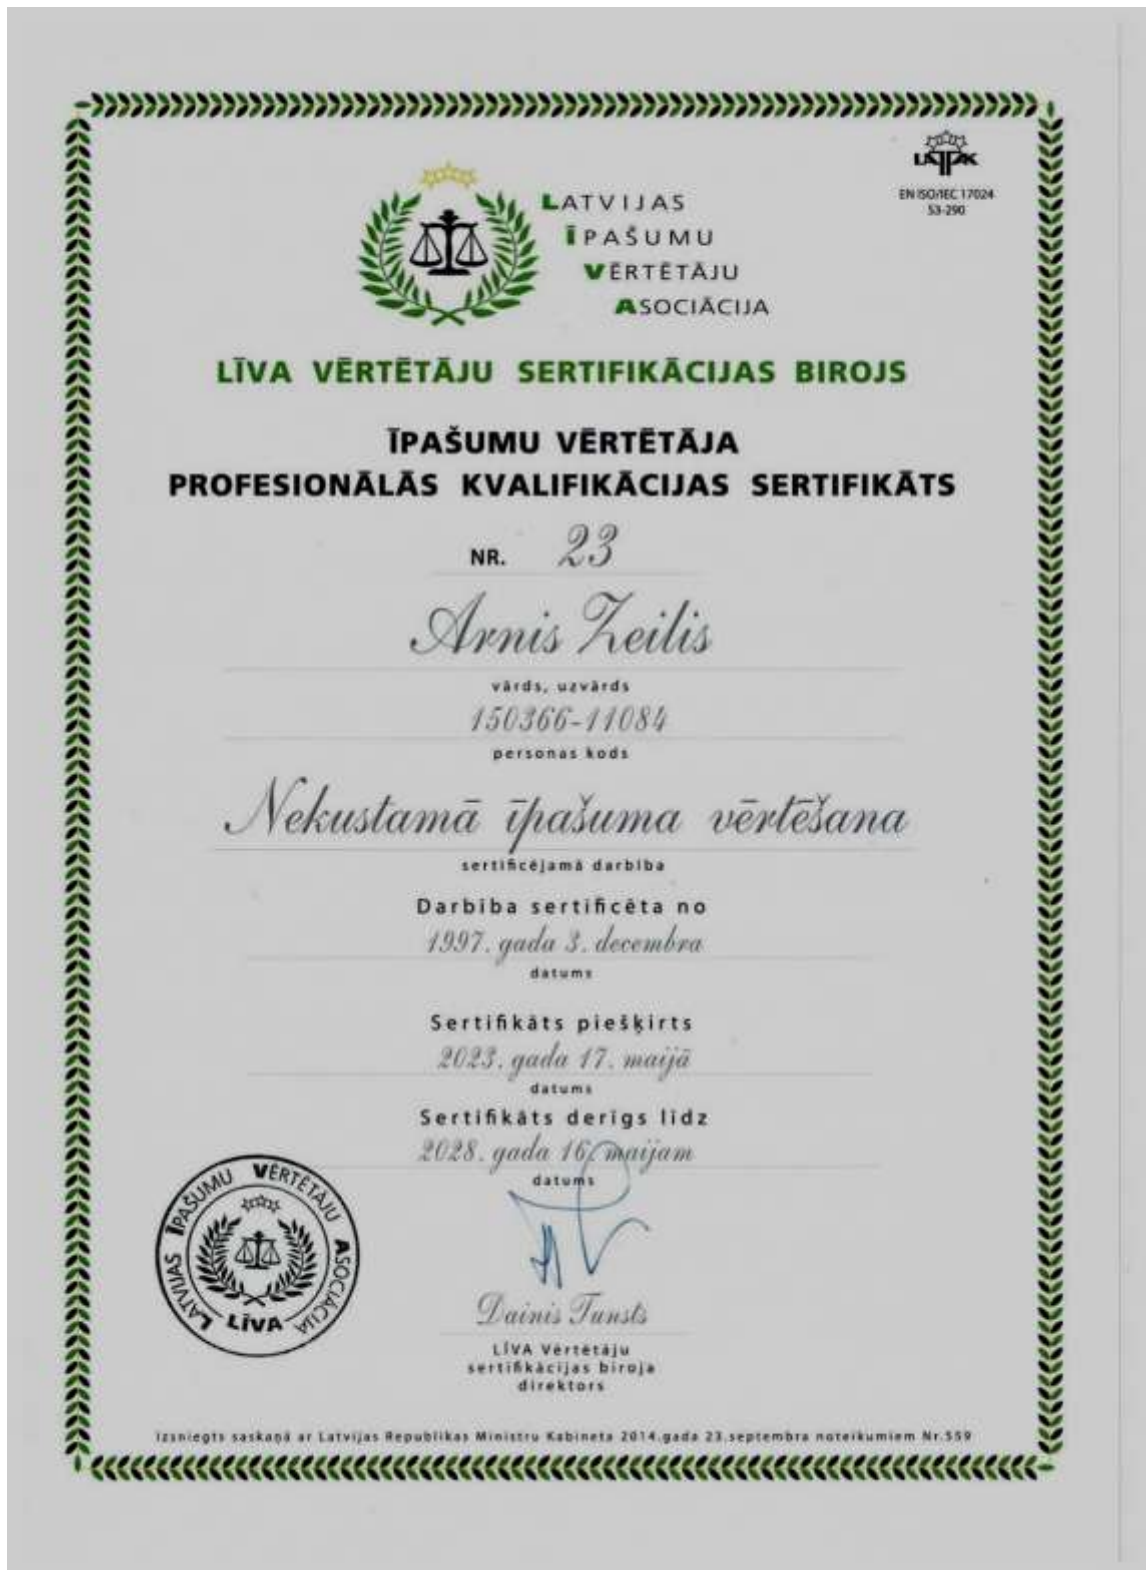 LATAK
EN ISO/IEC 17024
S3-290
LATVIJAS
ĪPAŠUMU
VĒRTĒTĀJU
ASOCIĀCIJA
LĪVA VĒRTĒTĀJU SERTIFIKĀCIJAS BIROJS
ĪPAŠUMU VĒRTĒTĀJA
PROFESIONĀLĀS KVALIFIKĀCIJAS SERTIFIKĀTS
NR. 23
Arnis Zeilis
vārds, uzvārds
150366-11084
personas kods
Nekustamā īpašuma vērtēšana
sertificējamā darbība
Darbība sertificēta no
1997. gada 3. decembra
datums
Sertifikāts piešķirts
2023. gada 17. maijā
datums
Sertifikāts derīgs līdz
2028. gada 16. maijam
datums
LATVIJAS ĪPAŠUMU VĒRTĒTĀJU ASOCIĀCIJA
LĪVA
Dainis Tunsts
LĪVA Vērtētāju
sertifikācijas biroja
direktors
Izsniegts saskaņā ar Latvijas Republikas Ministru Kabineta 2014.gada 23.septembra noteikumiem Nr.559